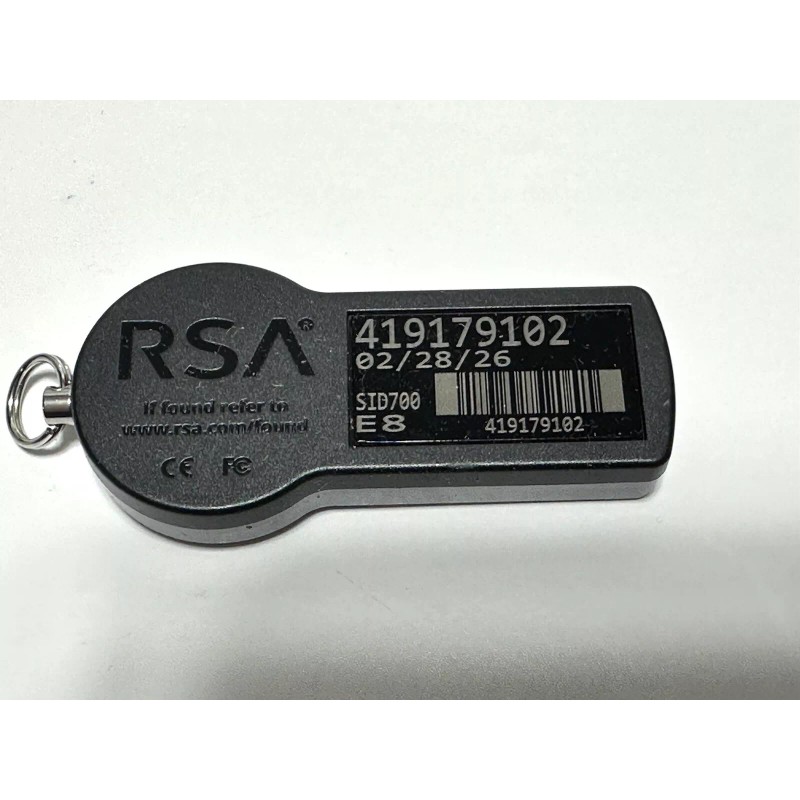 RSA®
If found refer to
www.rsa.com/found
CE FC
419179102
02/28/26
SID700
E8
419179102